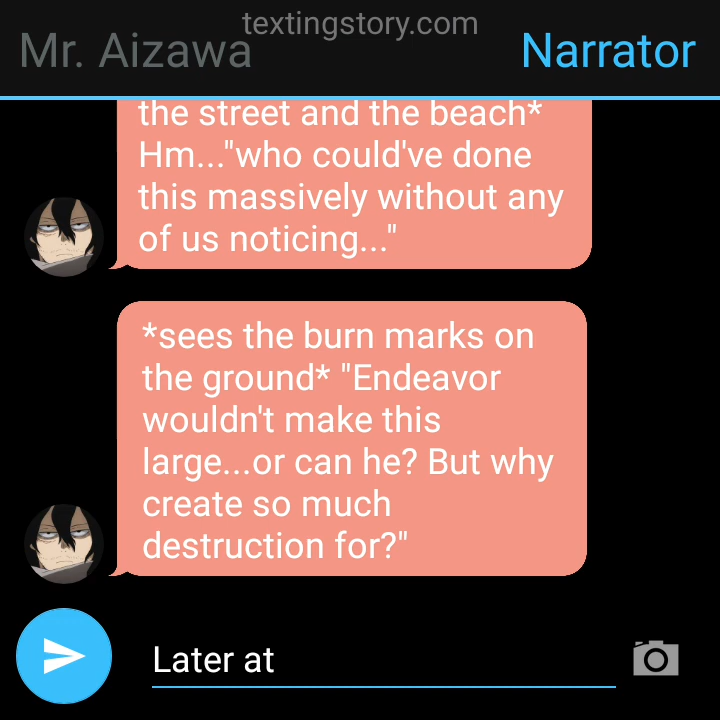 textingstory.com
Mr. Aizawa
Narrator
the street and the beach*
Hm..."who could've done
this massively without any
of us noticing..."
*sees the burn marks on
the ground* "Endeavor
wouldn't make this
large...or can he? But why
create so much
destruction for?"
Later at